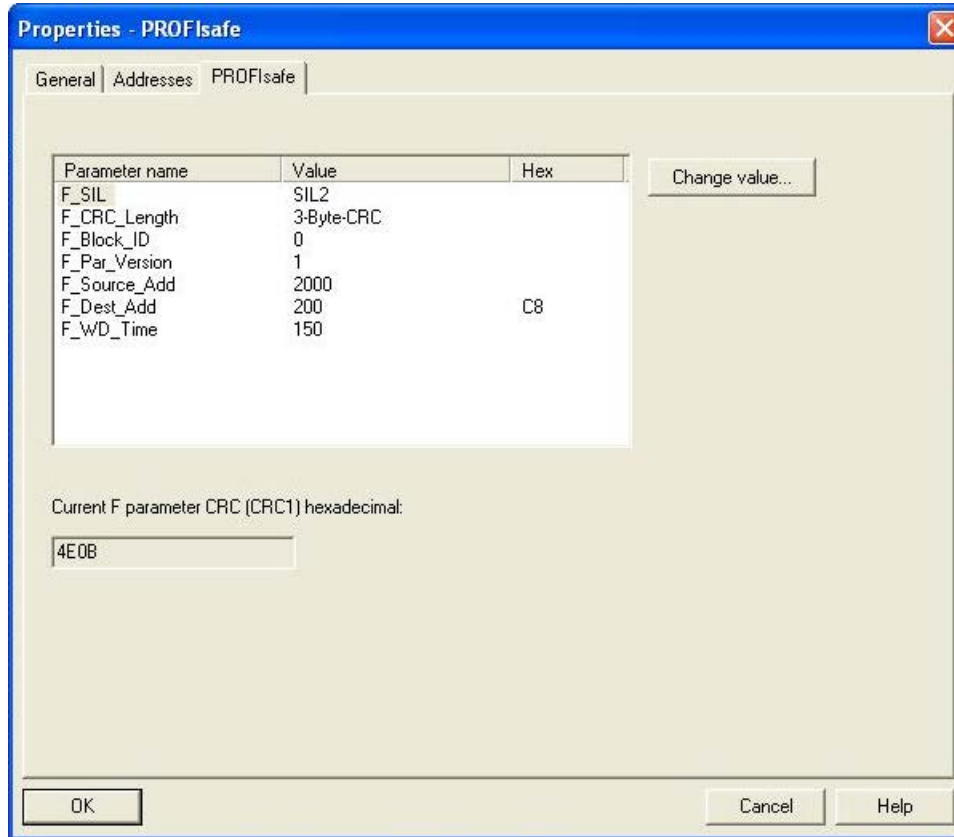 Properties - PROFIsafe
General Addresses PROFIsafe
Parameter name Value Hex
F_SIL SIL2
F_CRC_Length 3-Byte-CRC
F_Block_ID 0
F_Par_Version 1
F_Source_Add 2000
F_Dest_Add 200 C8
F_WD_Time 150
Change value...
Current F parameter CRC (CRC1) hexadecimal:
4E0B
OK Cancel Help